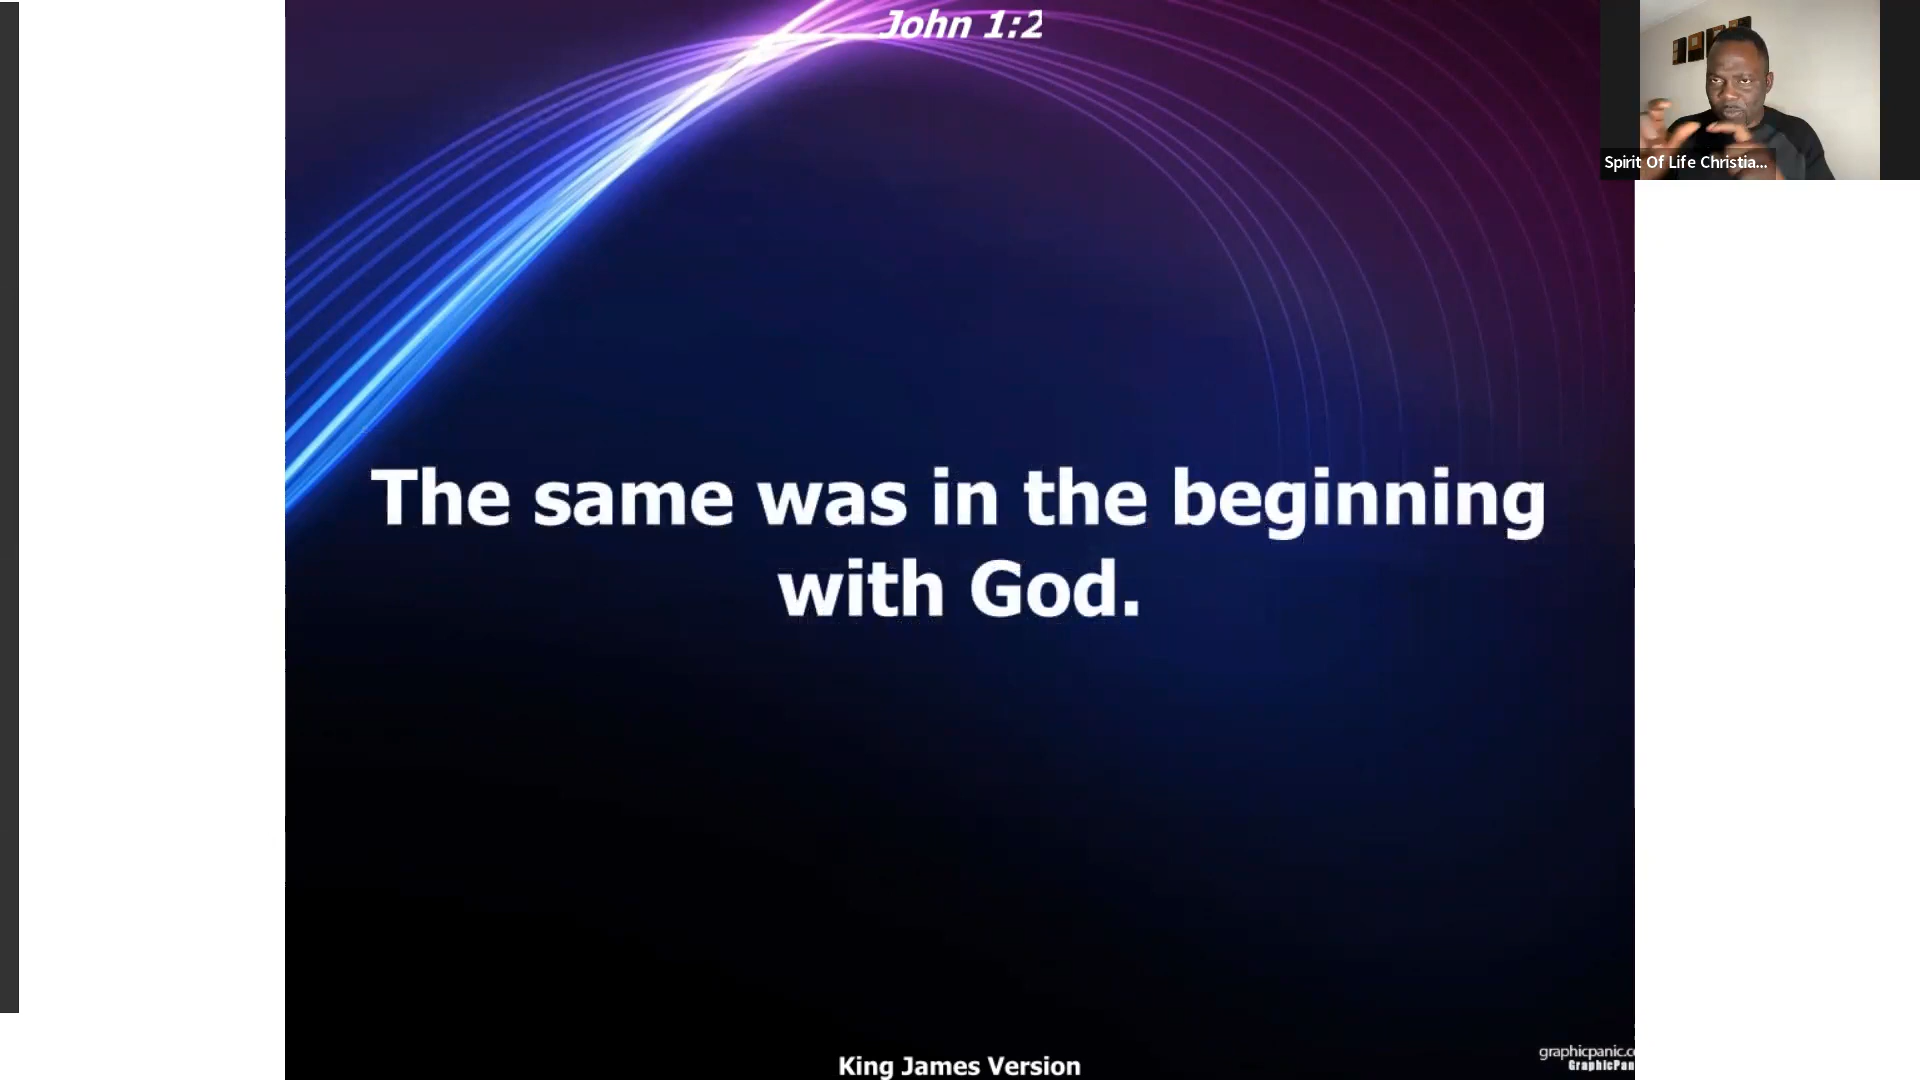 John 1:2
Spirit Of Life Christia...
The same was in the beginning
with God.
King James Version
graphicpanic.c
GraphicPan